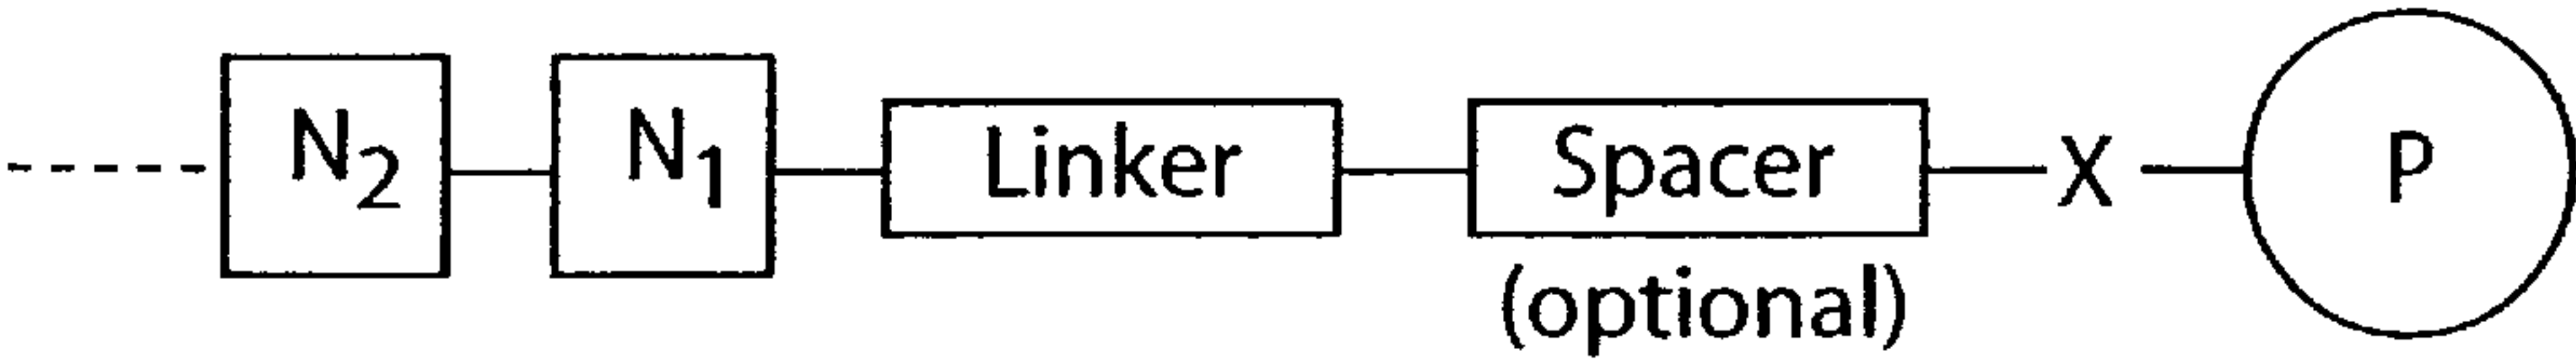 N₂ N₁ Linker Spacer X P
(optional)